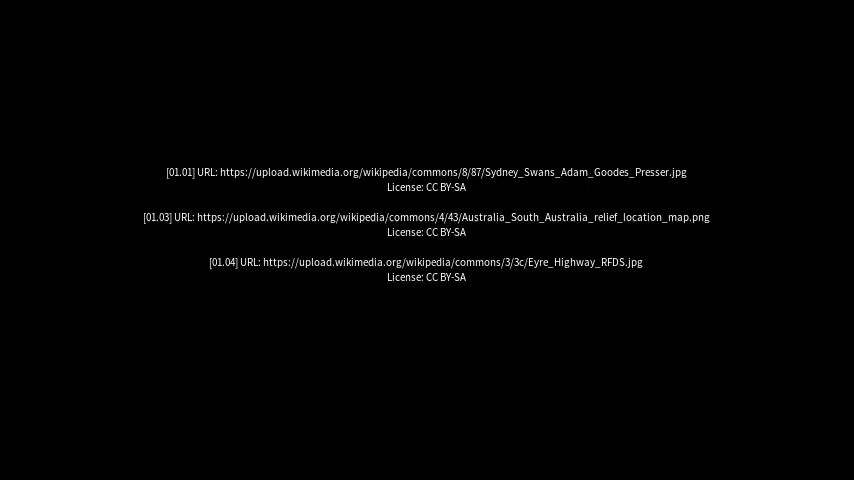 [01.01] URL: https://upload.wikimedia.org/wikipedia/commons/8/87/Sydney_Swans_Adam_Goodes_Presser.jpg
License: CC BY-SA
[01.03] URL: https://upload.wikimedia.org/wikipedia/commons/4/43/Australia_South_Australia_relief_location_map.png
License: CC BY-SA
[01.04] URL: https://upload.wikimedia.org/wikipedia/commons/3/3c/Eyre_Highway_RFDS.jpg
License: CC BY-SA